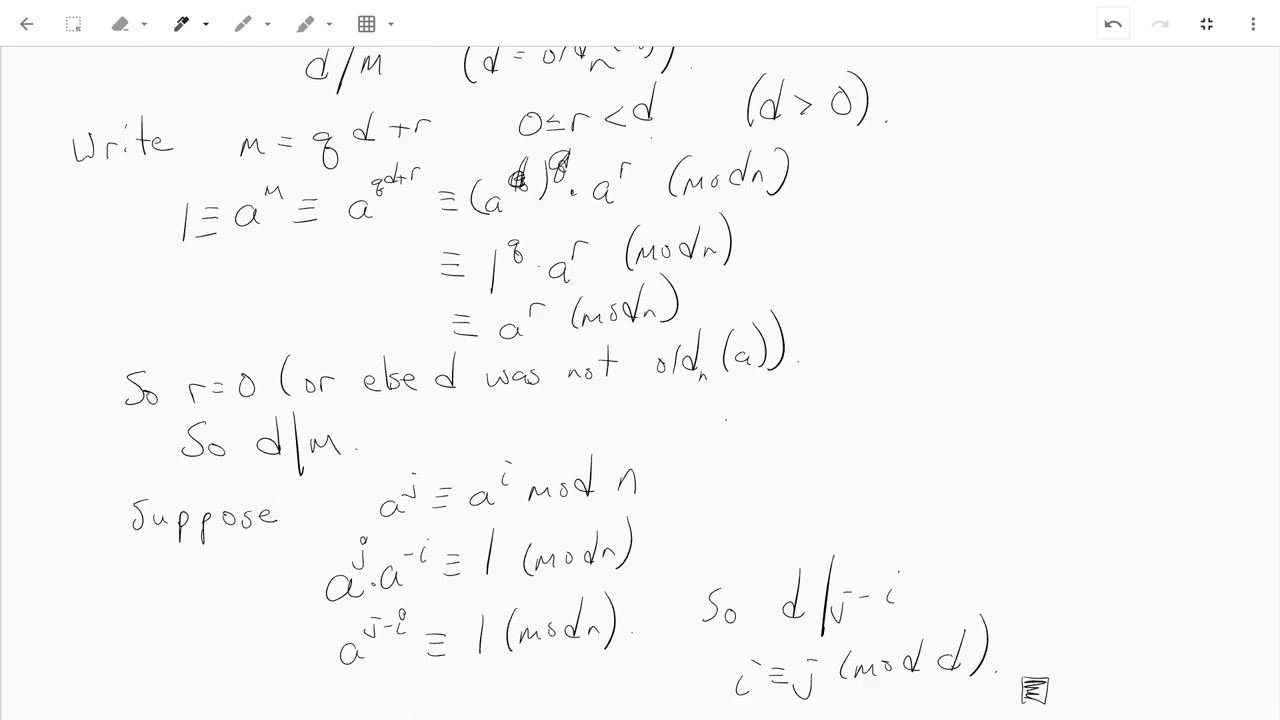 d | m (d = ord_n (a)).
Write m = qd+r 0≤r<d. (d > 0).
1 ≡ a^m ≡ a^{qd+r} ≡ (a^d)^q · a^r (mod n)
≡ 1^q · a^r (mod n)
≡ a^r (mod n)
So r=0 (or else d was not ord_n(a)).
So d|m.
Suppose a^j ≡ a^i mod n
a^j · a^{-i} ≡ 1 (mod n)
a^{j-i} ≡ 1 (mod n). So d | j-i
i ≡ j (mod d).